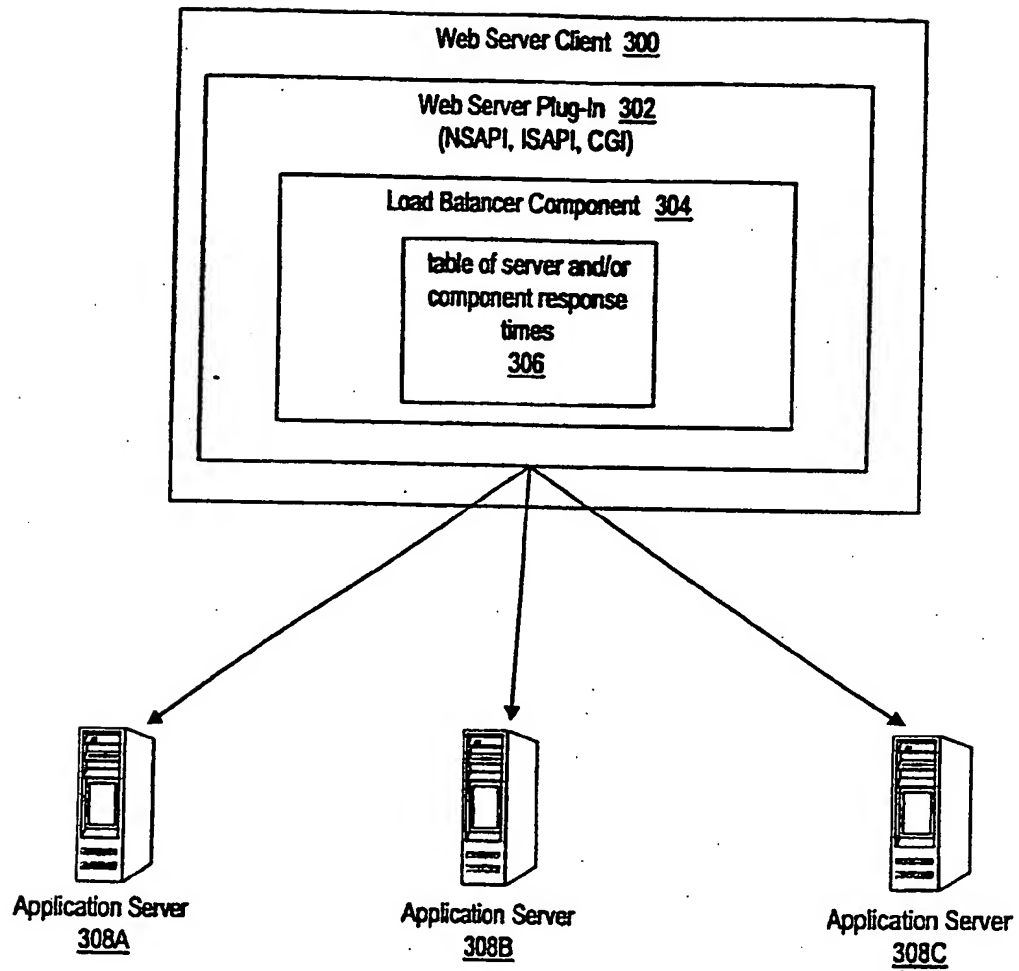 Web Server Client 300
Web Server Plug-In 302
(NSAPI, ISAPI, CGI)
Load Balancer Component 304
table of server and/or
component response
times
306
Application Server
308A
Application Server
308B
Application Server
308C